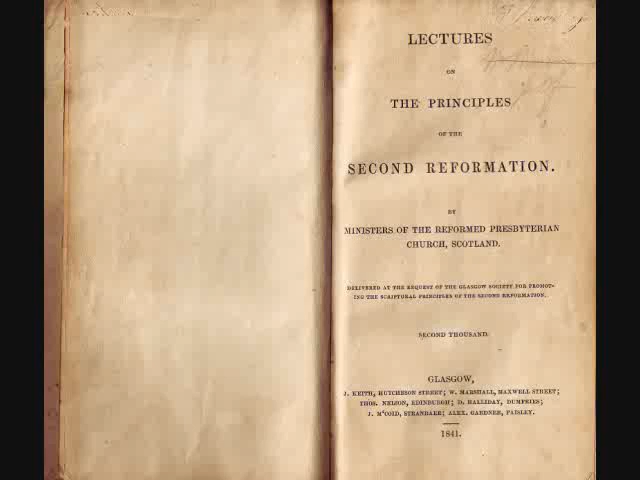 LECTURES
ON
THE PRINCIPLES
OF THE
SECOND REFORMATION.
BY
MINISTERS OF THE REFORMED PRESBYTERIAN
CHURCH, SCOTLAND.
DELIVERED AT THE REQUEST OF THE GLASGOW SOCIETY FOR PROMOT-
ING THE SCRIPTURAL PRINCIPLES OF THE SECOND REFORMATION.
SECOND THOUSAND.
GLASGOW,
J. KEITH, HUTCHESON STREET; W. MARSHALL, MAXWELL STREET;
THOS. NELSON, EDINBURGH; D. HALLIDAY, DUMFRIES;
J. M'COID, STRANRAER; ALEX. GARDNER, PAISLEY.
1841.